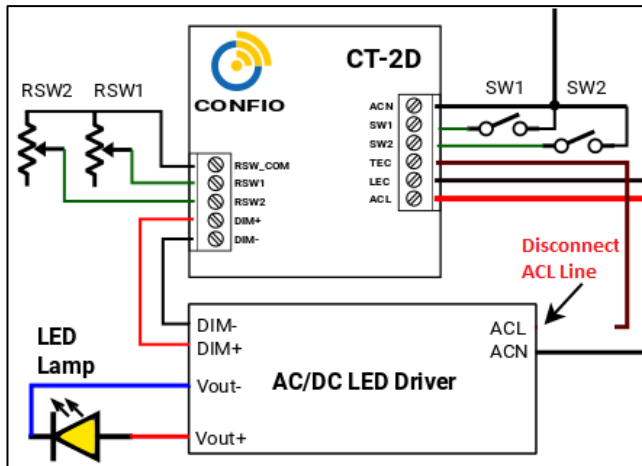 CONFIO
CT-2D
RSW2 RSW1
SW1 SW2
ACN
SW1
SW2
TEC
LEC
ACL
RSW_COM
RSW1
RSW2
DIM+
DIM-
Disconnect
ACL Line
LED
Lamp
DIM-
DIM+
Vout-
Vout+
AC/DC LED Driver
ACL
ACN